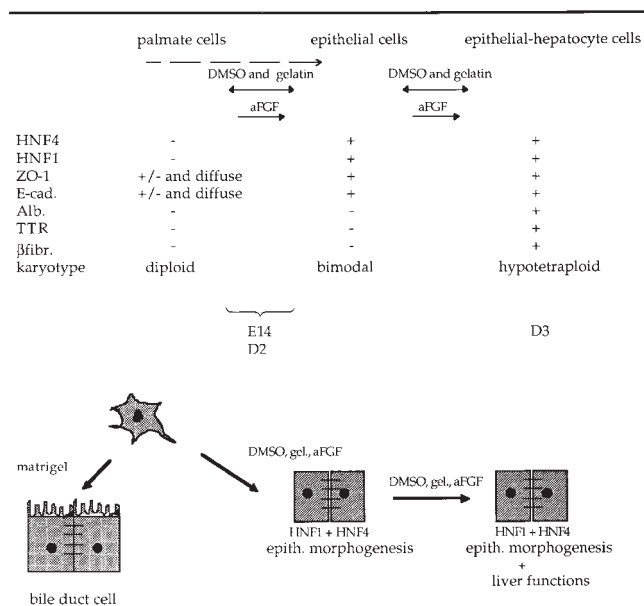 palmate cells epithelial cells epithelial-hepatocyte cells
DMSO and gelatin DMSO and gelatin
aFGF aFGF
HNF4 - + +
HNF1 - + +
ZO-1 +/- and diffuse + +
E-cad. +/- and diffuse + +
Alb. - - +
TTR - - +
βfibr. - - +
karyotype diploid bimodal hypotetraploid
E14 D3
D2
matrigel
DMSO, gel., aFGF
DMSO, gel., aFGF
HNF1 + HNF4 HNF1 + HNF4
epith. morphogenesis epith. morphogenesis
+
liver functions
bile duct cell